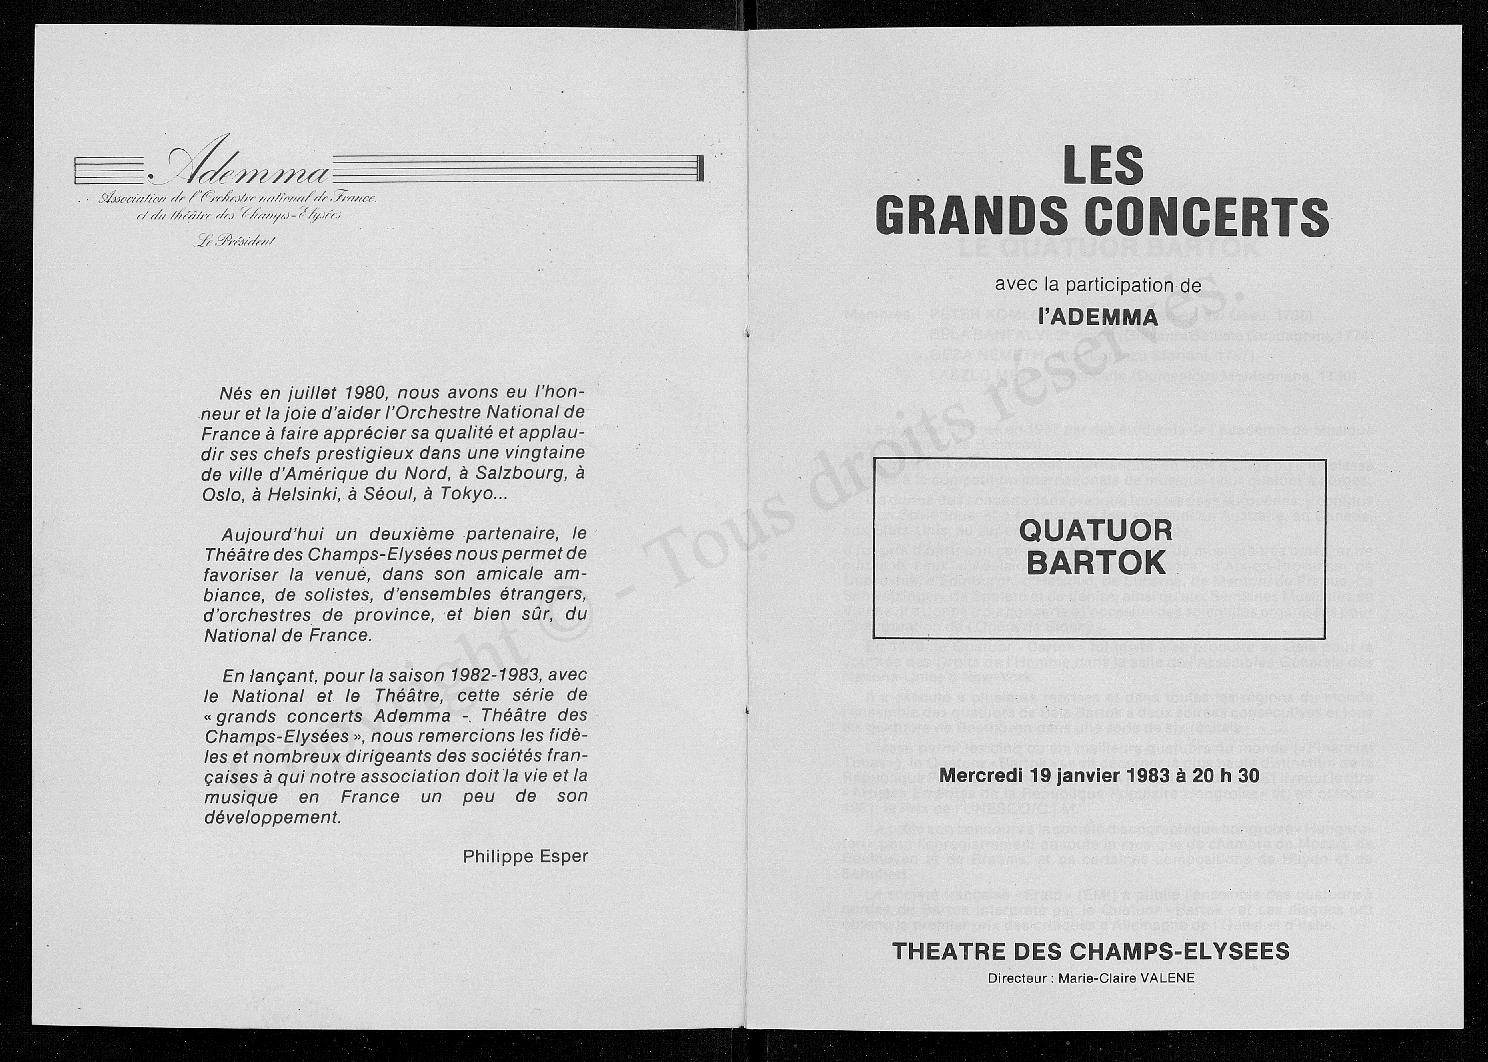 Ademma
Association de l'Orchestre national de France
et du théâtre des Champs-Elysées
Le Président
Nés en juillet 1980, nous avons eu l'hon-
neur et la joie d'aider l'Orchestre National de
France à faire apprécier sa qualité et applau-
dir ses chefs prestigieux dans une vingtaine
de ville d'Amérique du Nord, à Salzbourg, à
Oslo, à Helsinki, à Séoul, à Tokyo...
Aujourd'hui un deuxième partenaire, le
Théâtre des Champs-Elysées nous permet de
favoriser la venue, dans son amicale am-
biance, de solistes, d'ensembles étrangers,
d'orchestres de province, et bien sûr, du
National de France.
En lançant, pour la saison 1982-1983, avec
le National et le Théâtre, cette série de
« grands concerts Ademma - Théâtre des
Champs-Elysées », nous remercions les fidè-
les et nombreux dirigeants des sociétés fran-
çaises à qui notre association doit la vie et la
musique en France un peu de son
développement.
Philippe Esper
LES
GRANDS CONCERTS
avec la participation de
l'ADEMMA
QUATUOR
BARTOK
Mercredi 19 janvier 1983 à 20 h 30
THEATRE DES CHAMPS-ELYSEES
Directeur : Marie-Claire VALENE
Copyright © - Tous droits réservés.